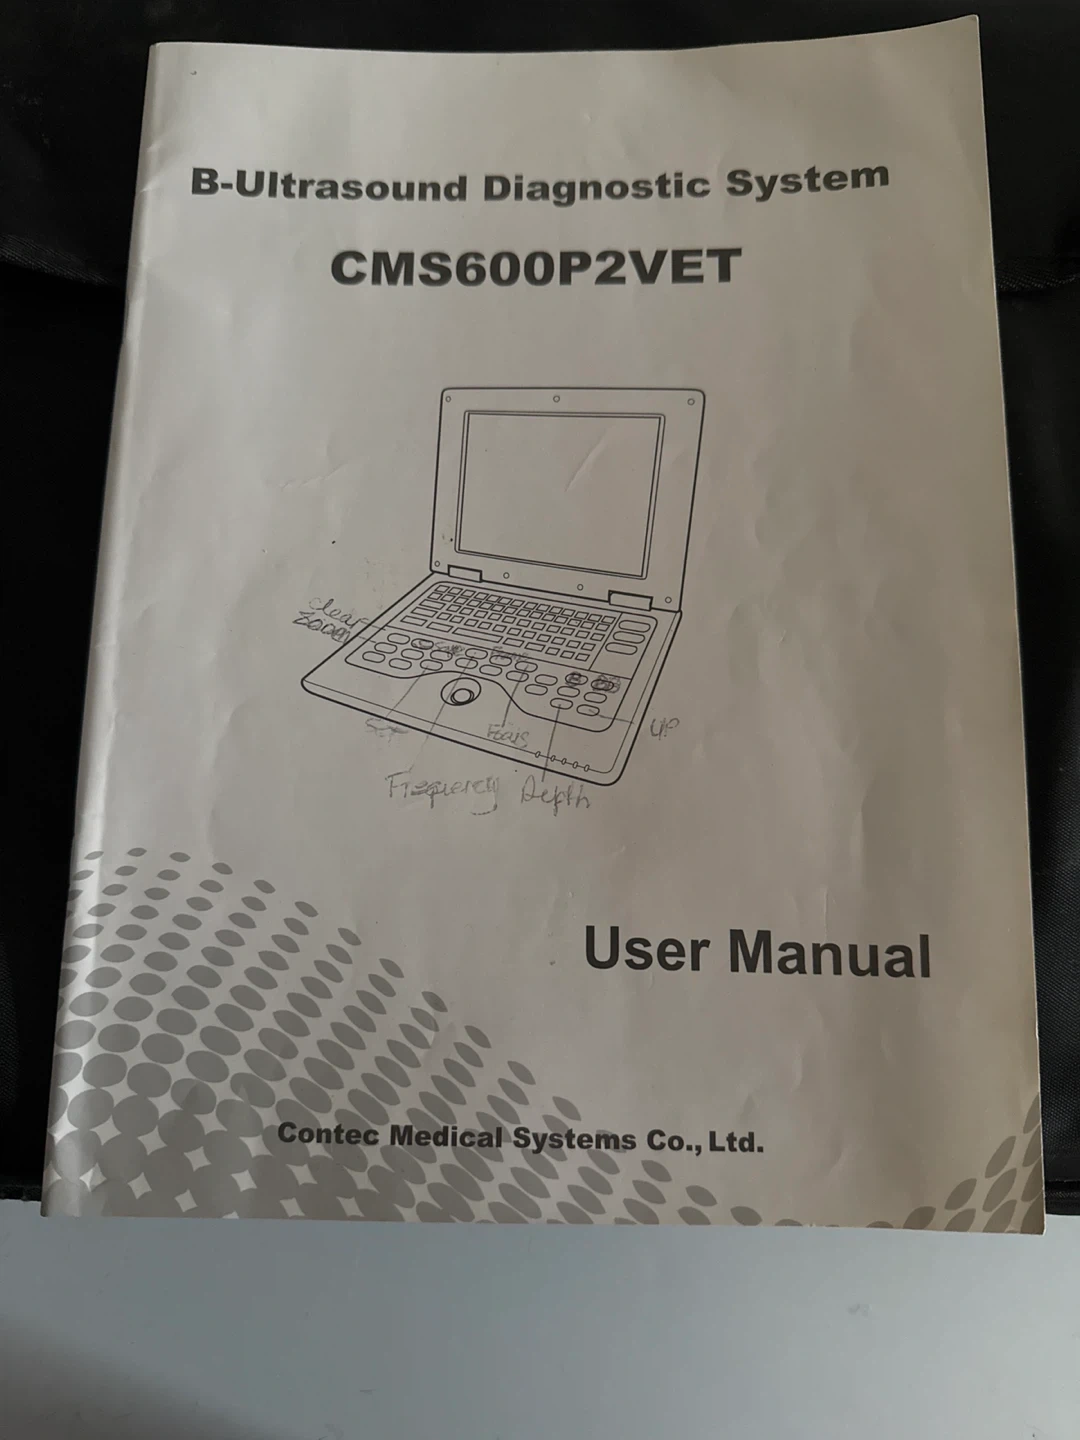 B-Ultrasound Diagnostic System
CMS600P2VET
clear
zoom
Focus
UP
Frequency
Depth
User Manual
Contec Medical Systems Co., Ltd.